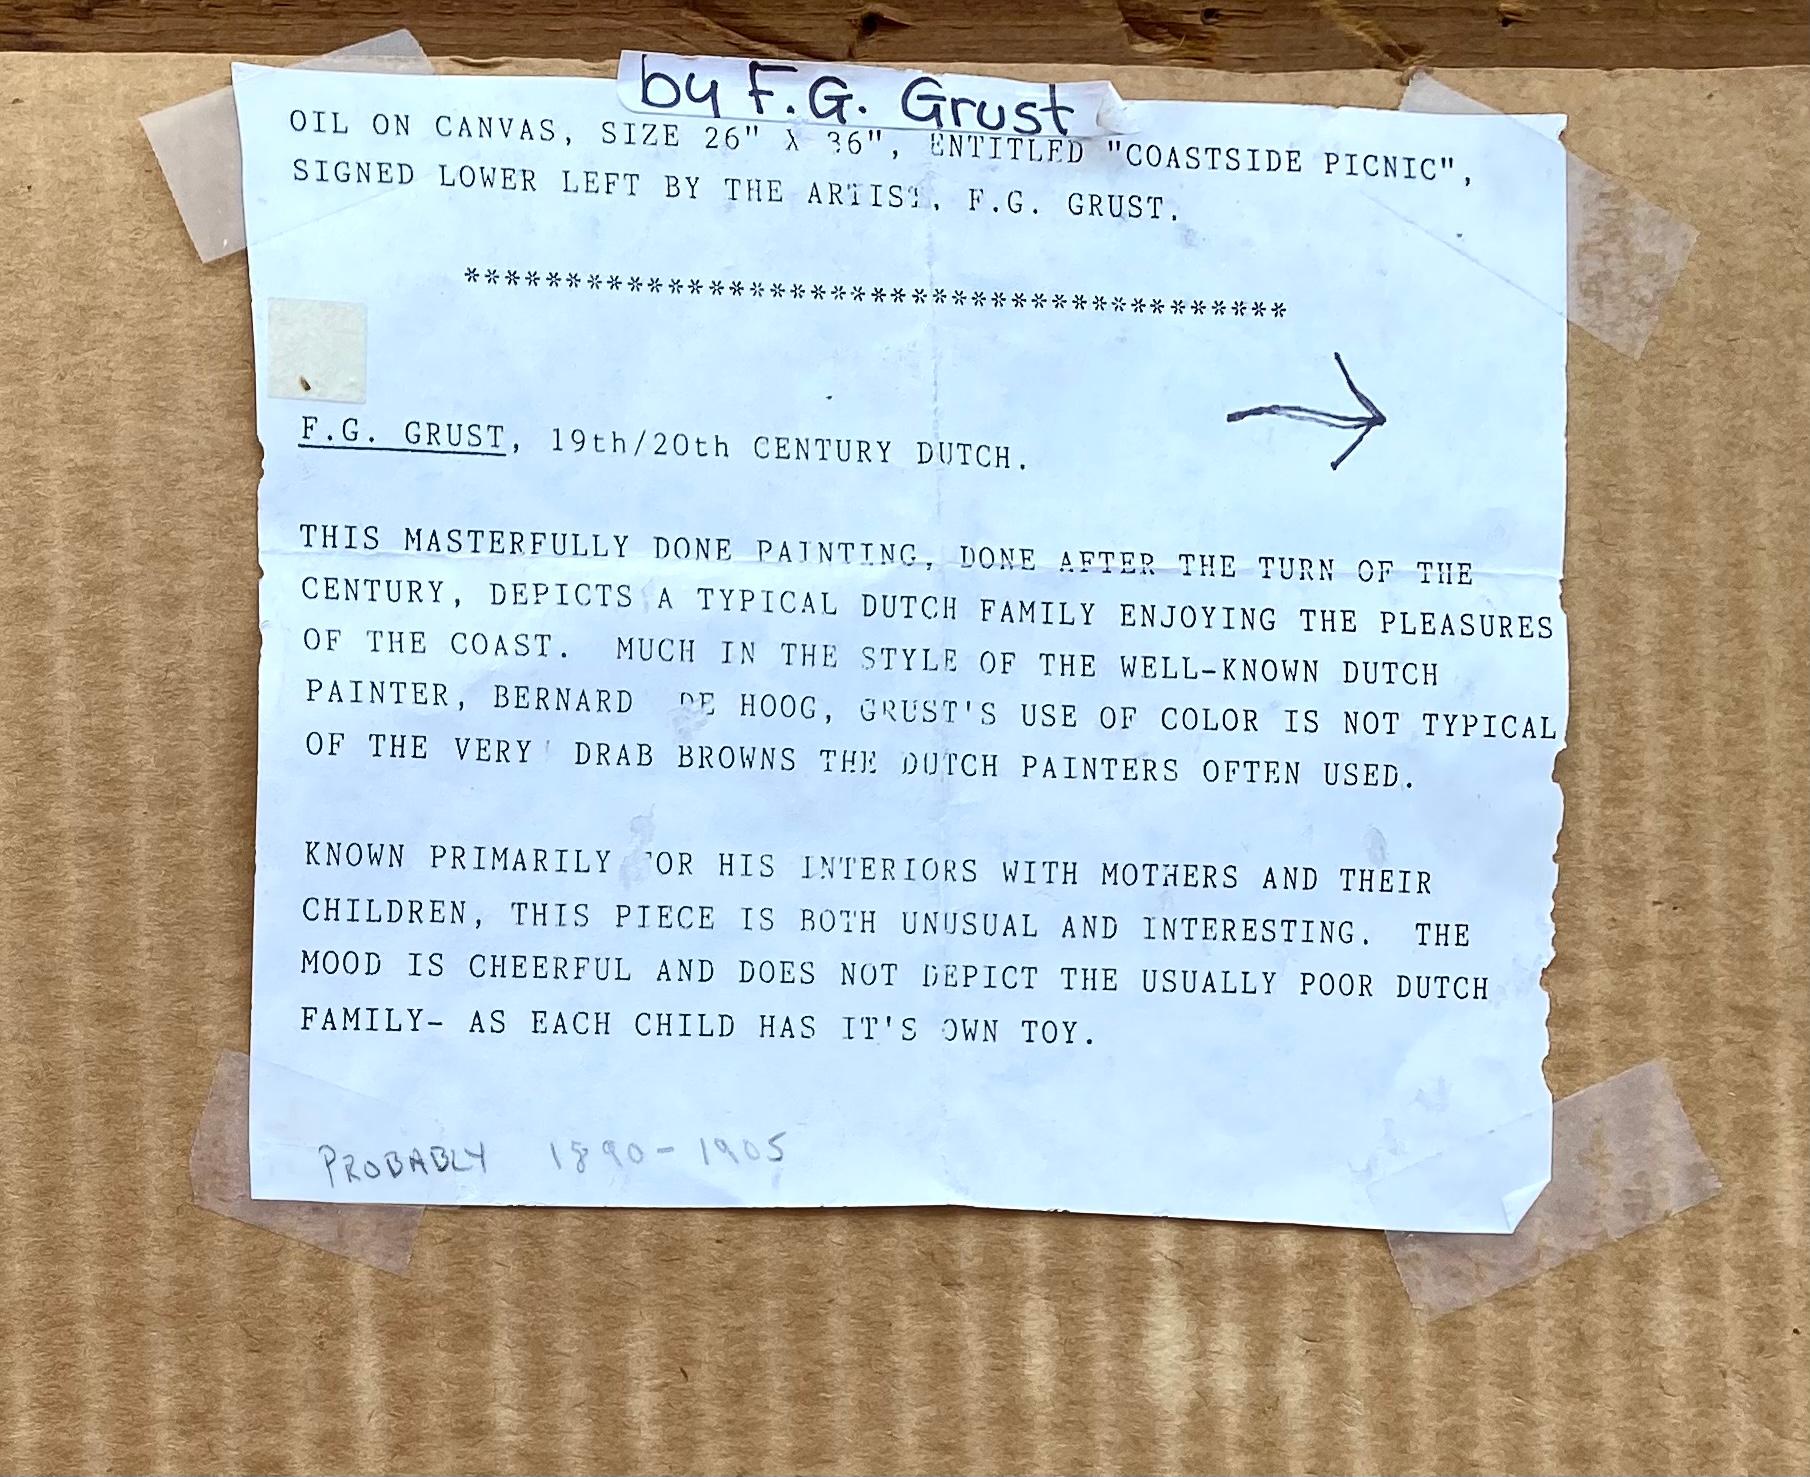 by F.G. Grust
OIL ON CANVAS, SIZE 26" X 36", ENTITLED "COASTSIDE PICNIC",
SIGNED LOWER LEFT BY THE ARTIST, F.G. GRUST.
*****************************************
F.G. GRUST, 19th/20th CENTURY DUTCH.
THIS MASTERFULLY DONE PAINTING, DONE AFTER THE TURN OF THE
CENTURY, DEPICTS A TYPICAL DUTCH FAMILY ENJOYING THE PLEASURES
OF THE COAST. MUCH IN THE STYLE OF THE WELL-KNOWN DUTCH
PAINTER, BERNARD DE HOOG, GRUST'S USE OF COLOR IS NOT TYPICAL
OF THE VERY DRAB BROWNS THE DUTCH PAINTERS OFTEN USED.
KNOWN PRIMARILY FOR HIS INTERIORS WITH MOTHERS AND THEIR
CHILDREN, THIS PIECE IS BOTH UNUSUAL AND INTERESTING. THE
MOOD IS CHEERFUL AND DOES NOT DEPICT THE USUALLY POOR DUTCH
FAMILY- AS EACH CHILD HAS IT'S OWN TOY.
PROBABLY 1890-1905